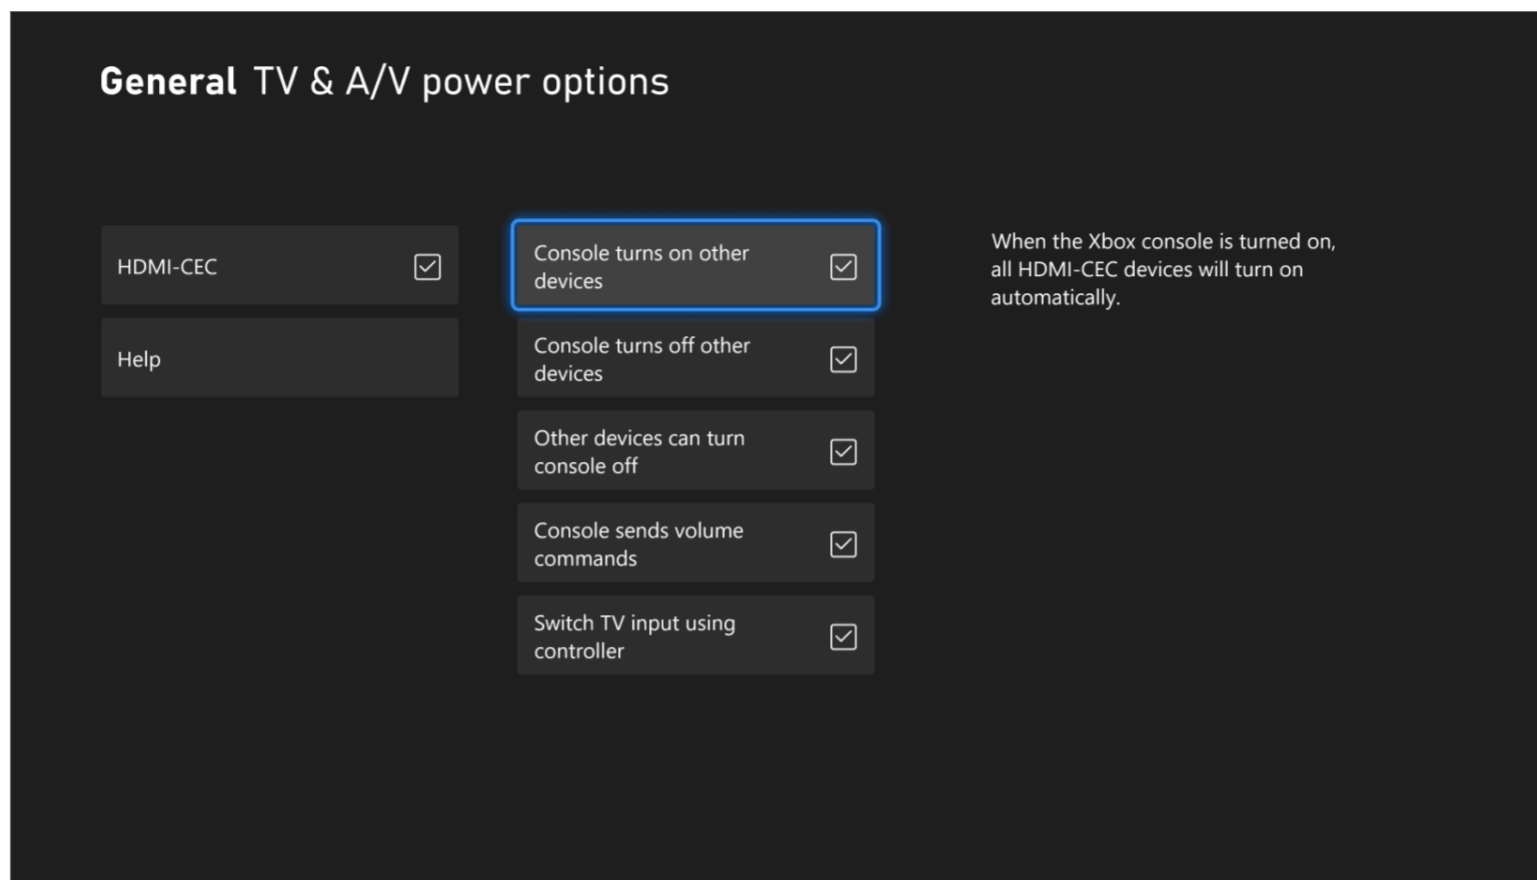 General TV & A/V power options
HDMI-CEC
Help
Console turns on other
devices
Console turns off other
devices
Other devices can turn
console off
Console sends volume
commands
Switch TV input using
controller
When the Xbox console is turned on,
all HDMI-CEC devices will turn on
automatically.